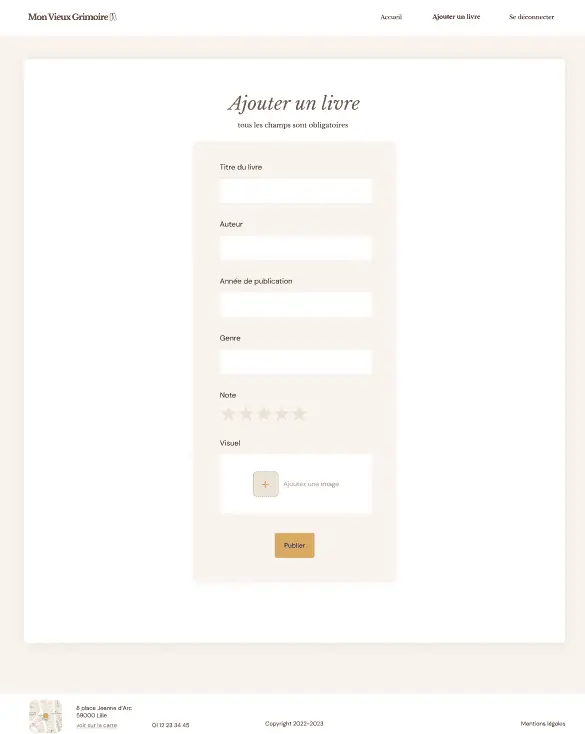 Mon Vieux Grimoire
Accueil
Ajouter un livre
Se déconnecter
Ajouter un livre
tous les champs sont obligatoires
Titre du livre
Auteur
Année de publication
Genre
Note
Visuel
+ Ajouter une image
Publier
8 place Jeanne d'Arc
59000 Lille
voir sur la carte
01 12 23 34 45
Copyright 2022-2023
Mentions légales